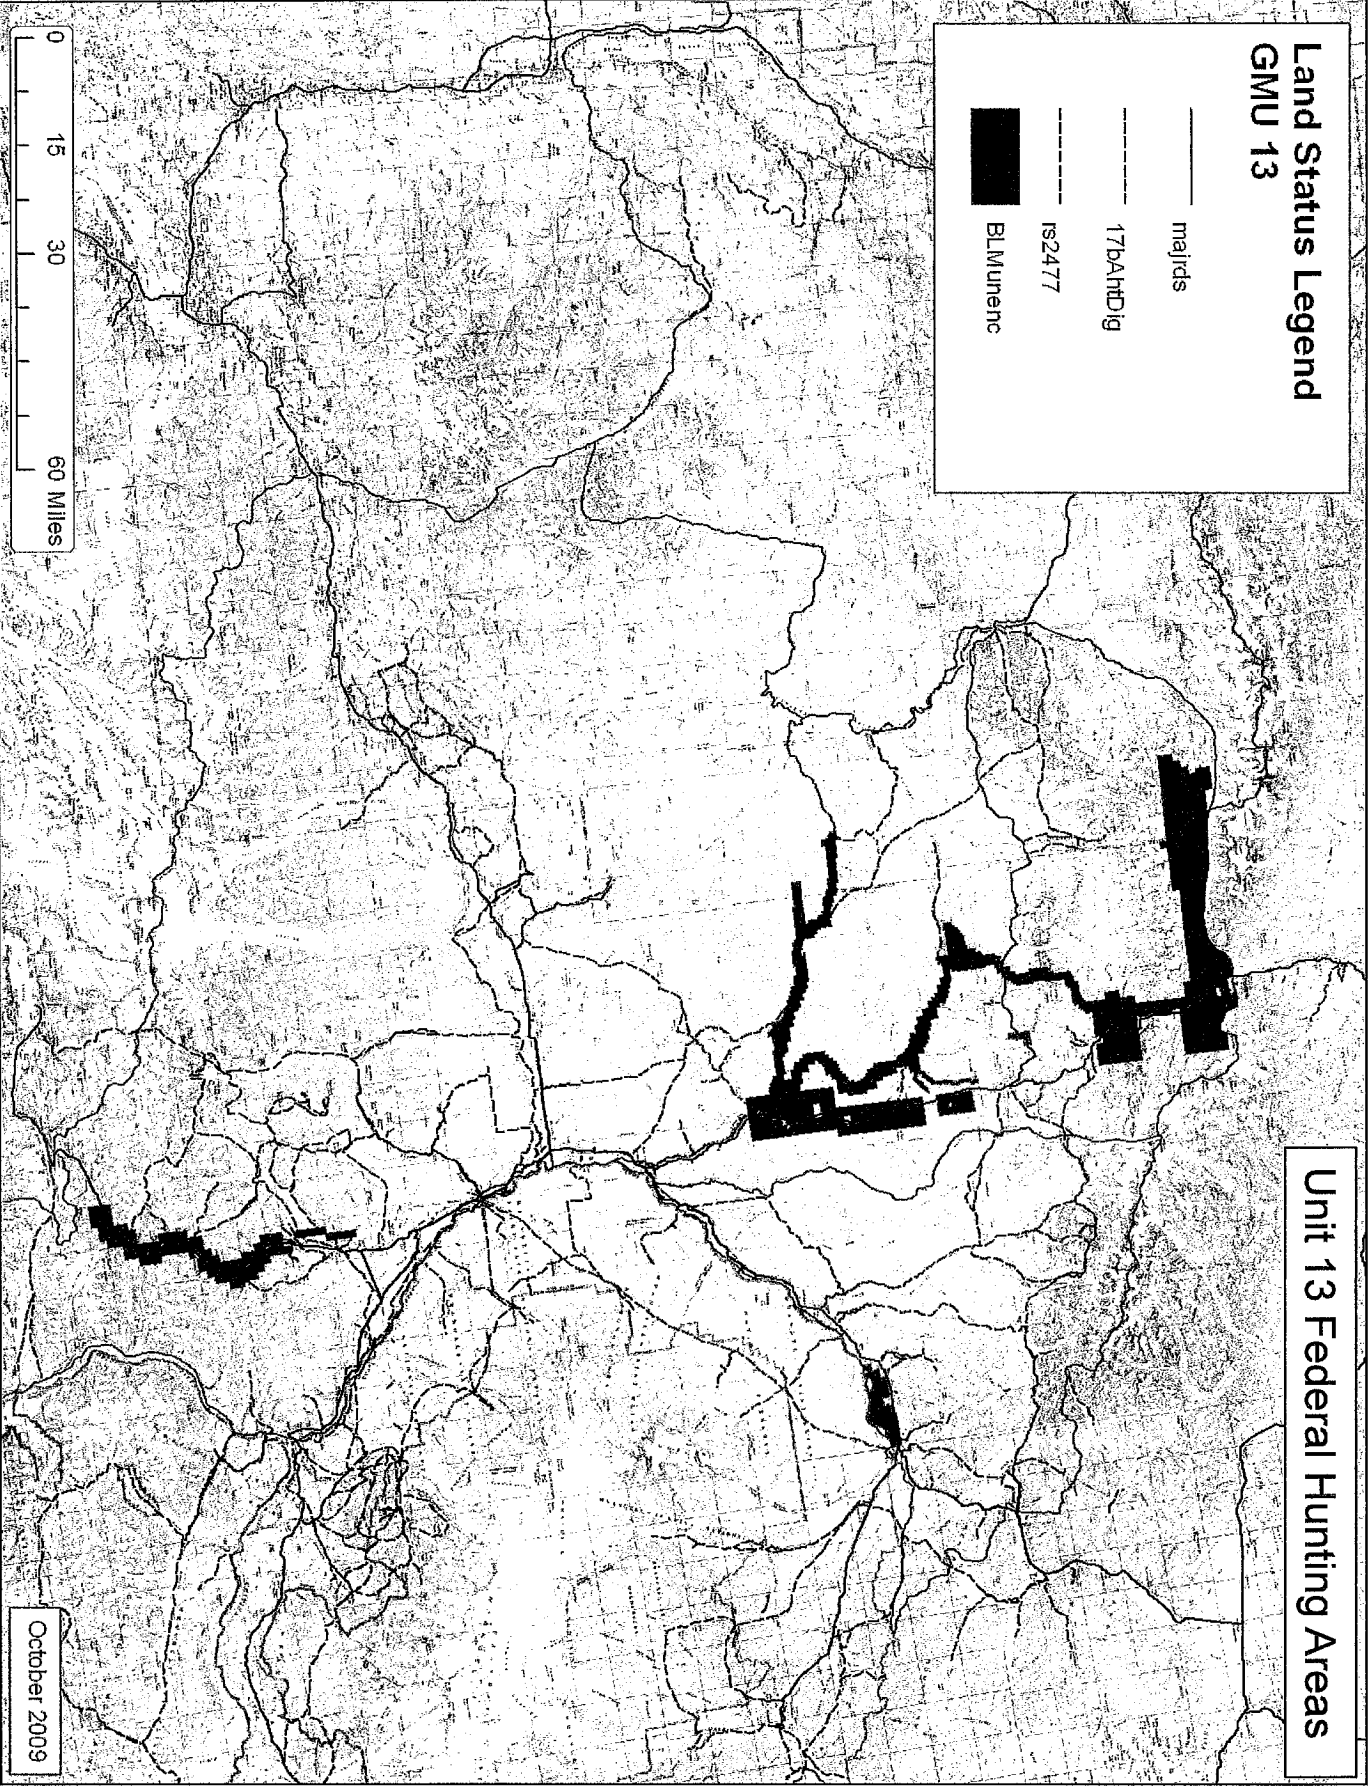 Unit 13 Federal Hunting Areas
Land Status Legend
GMU 13
majrds
17bAhtDig
rs2477
BLMunenc
0 15 30 60 Miles
October 2009